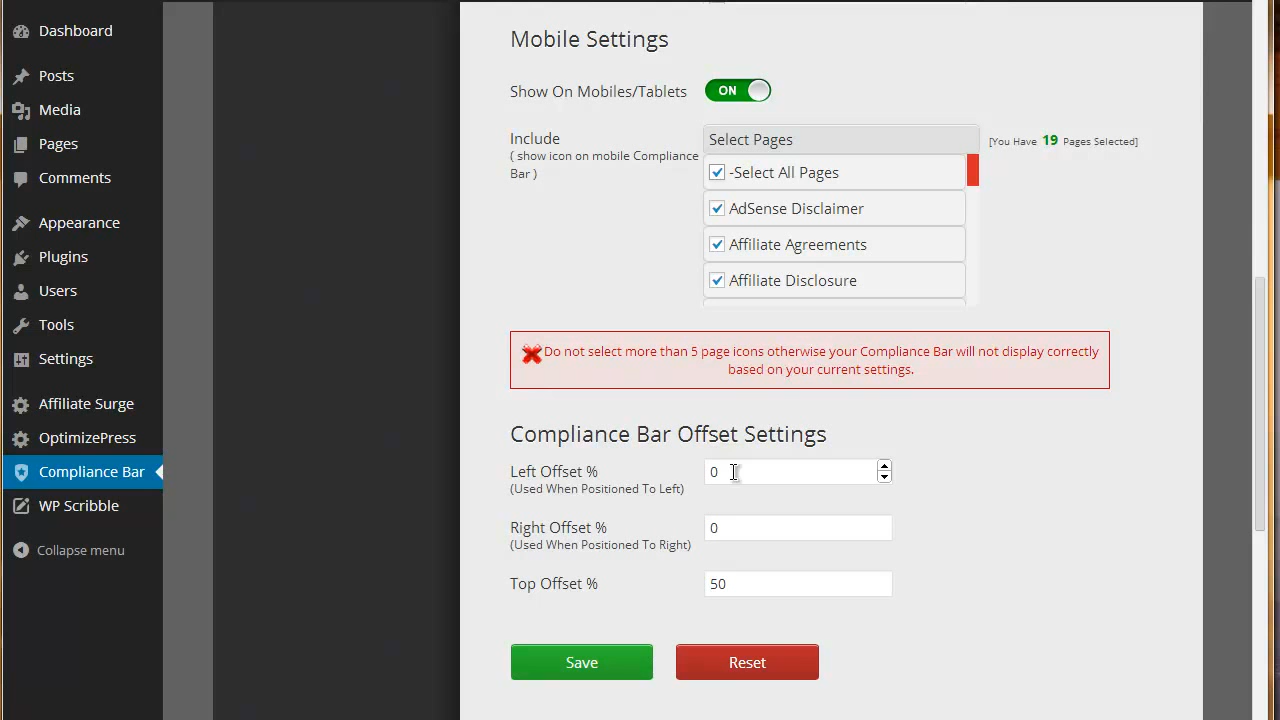 Dashboard
Posts
Media
Pages
Comments
Appearance
Plugins
Users
Tools
Settings
Affiliate Surge
OptimizePress
Compliance Bar
WP Scribble
Collapse menu
Mobile Settings
Show On Mobiles/Tablets
ON
Include
( show icon on mobile Compliance
Bar )
Select Pages
[You Have 19 Pages Selected]
-Select All Pages
AdSense Disclaimer
Affiliate Agreements
Affiliate Disclosure
Do not select more than 5 page icons otherwise your Compliance Bar will not display correctly
based on your current settings.
Compliance Bar Offset Settings
Left Offset %
(Used When Positioned To Left)
0
Right Offset %
(Used When Positioned To Right)
0
Top Offset %
50
Save
Reset